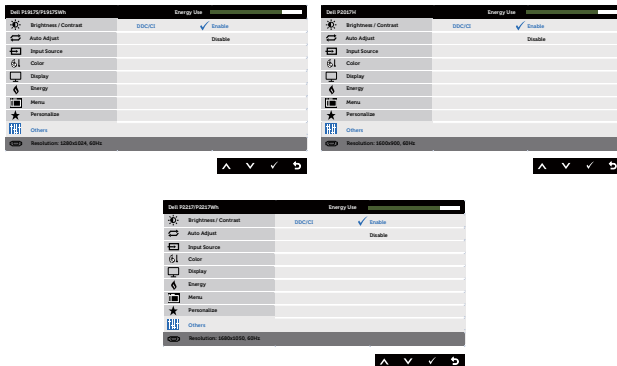 Dell P1917S/P1917SWh Energy Use
Brightness / Contrast DDC/CI Enable
Auto Adjust Disable
Input Source
Color
Display
Energy
Menu
Personalize
Others
Resolution: 1280x1024, 60Hz
Dell P2017H Energy Use
Brightness / Contrast DDC/CI Enable
Auto Adjust Disable
Input Source
Color
Display
Energy
Menu
Personalize
Others
Resolution: 1600x900, 60Hz
Dell P2217/P2217Wh Energy Use
Brightness / Contrast DDC/CI Enable
Auto Adjust Disable
Input Source
Color
Display
Energy
Menu
Personalize
Others
Resolution: 1680x1050, 60Hz